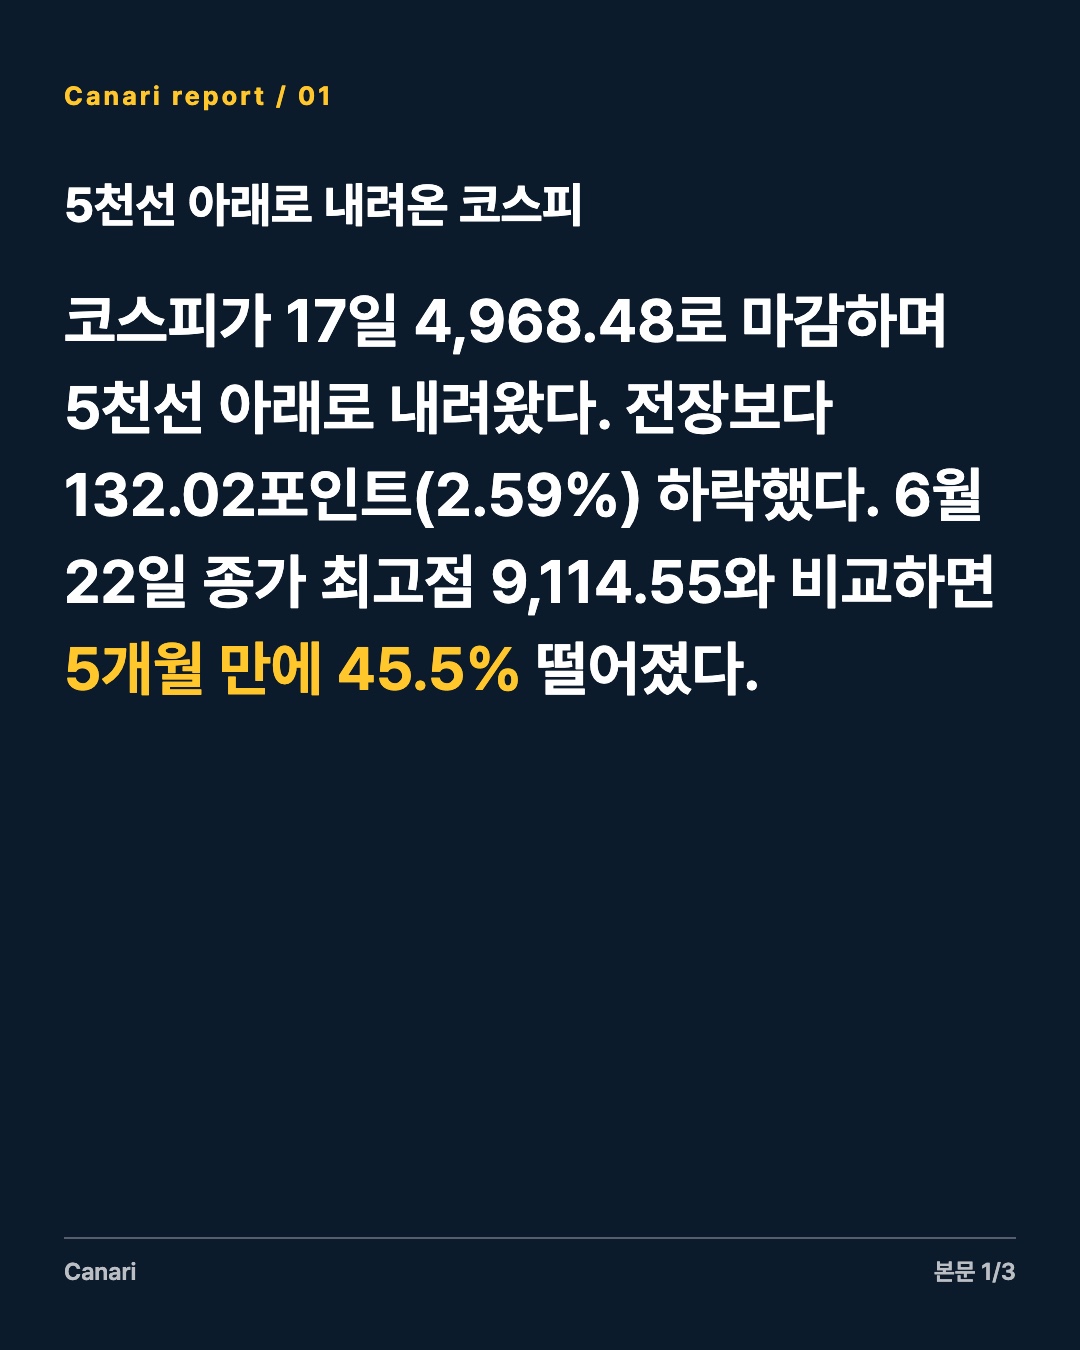 Canari report / 01
5천선 아래로 내려온 코스피
코스피가 17일 4,968.48로 마감하며
5천선 아래로 내려왔다. 전장보다
132.02포인트(2.59%) 하락했다. 6월
22일 종가 최고점 9,114.55와 비교하면
5개월 만에 45.5% 떨어졌다.
Canari
본문 1/3